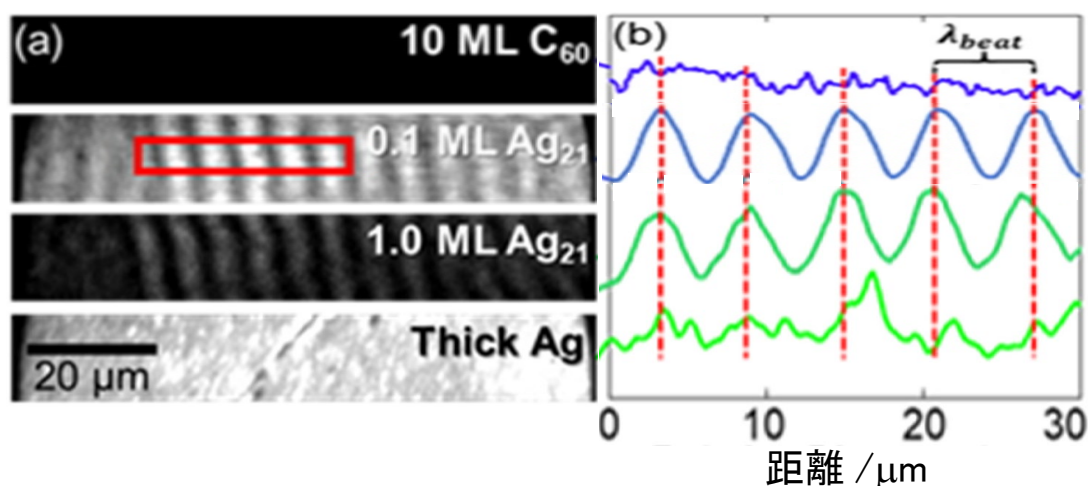 (a)
10 ML C₆₀
0.1 ML Ag₂₁
1.0 ML Ag₂₁
Thick Ag
20 μm
(b)
λbeat
0 10 20 30
距離 /μm